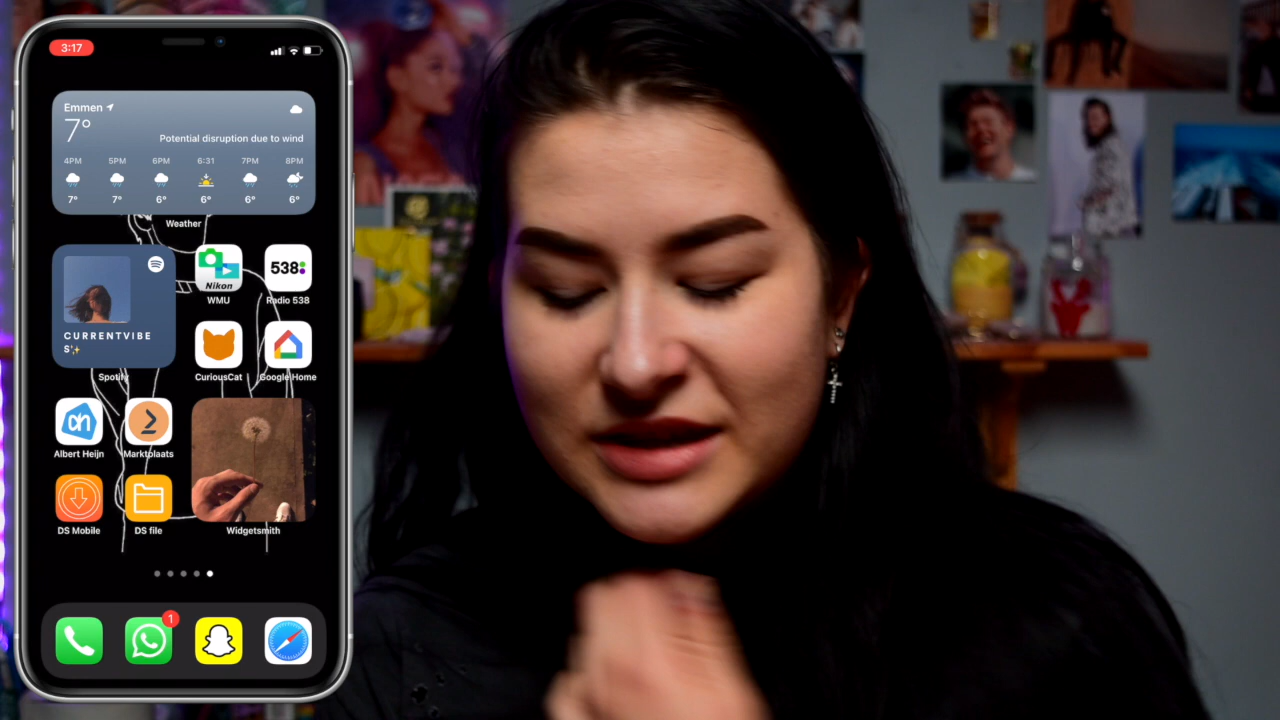 3:17
Emmen
7°
Potential disruption due to wind
4PM 5PM 6PM 6:31 7PM 8PM
7° 7° 6° 6° 6° 6°
Weather
CURRENTVIBE
S'✨
Spotify
Nikon
WMU
538
Radio 538
CuriousCat
Google Home
ah
Albert Heijn
Marktplaats
DS Mobile
DS file
Widgetsmith
1